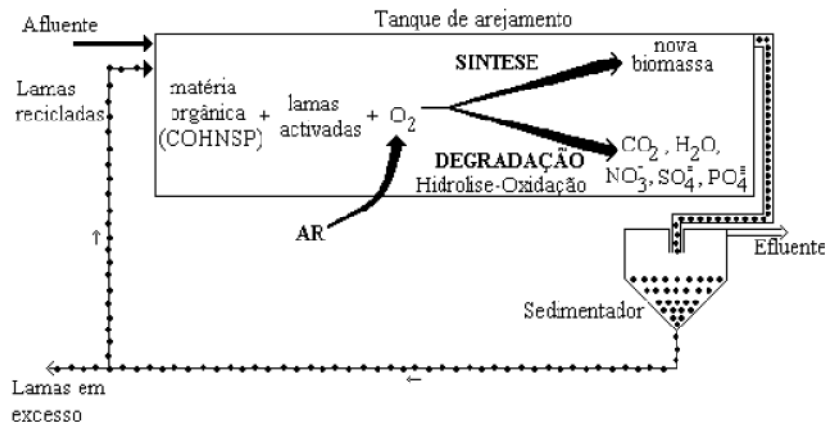 Tanque de arejamento
Afluente
Lamas
recicladas
matéria
orgânica
(COHNSP)
+
lamas
activadas
+ O2
SINTESE
nova
biomassa
DEGRADAÇÃO
Hidrolise-Oxidação
CO2 , H2O,
NO3-, SO4=, PO4≡
AR
Efluente
Sedimentador
Lamas em
excesso